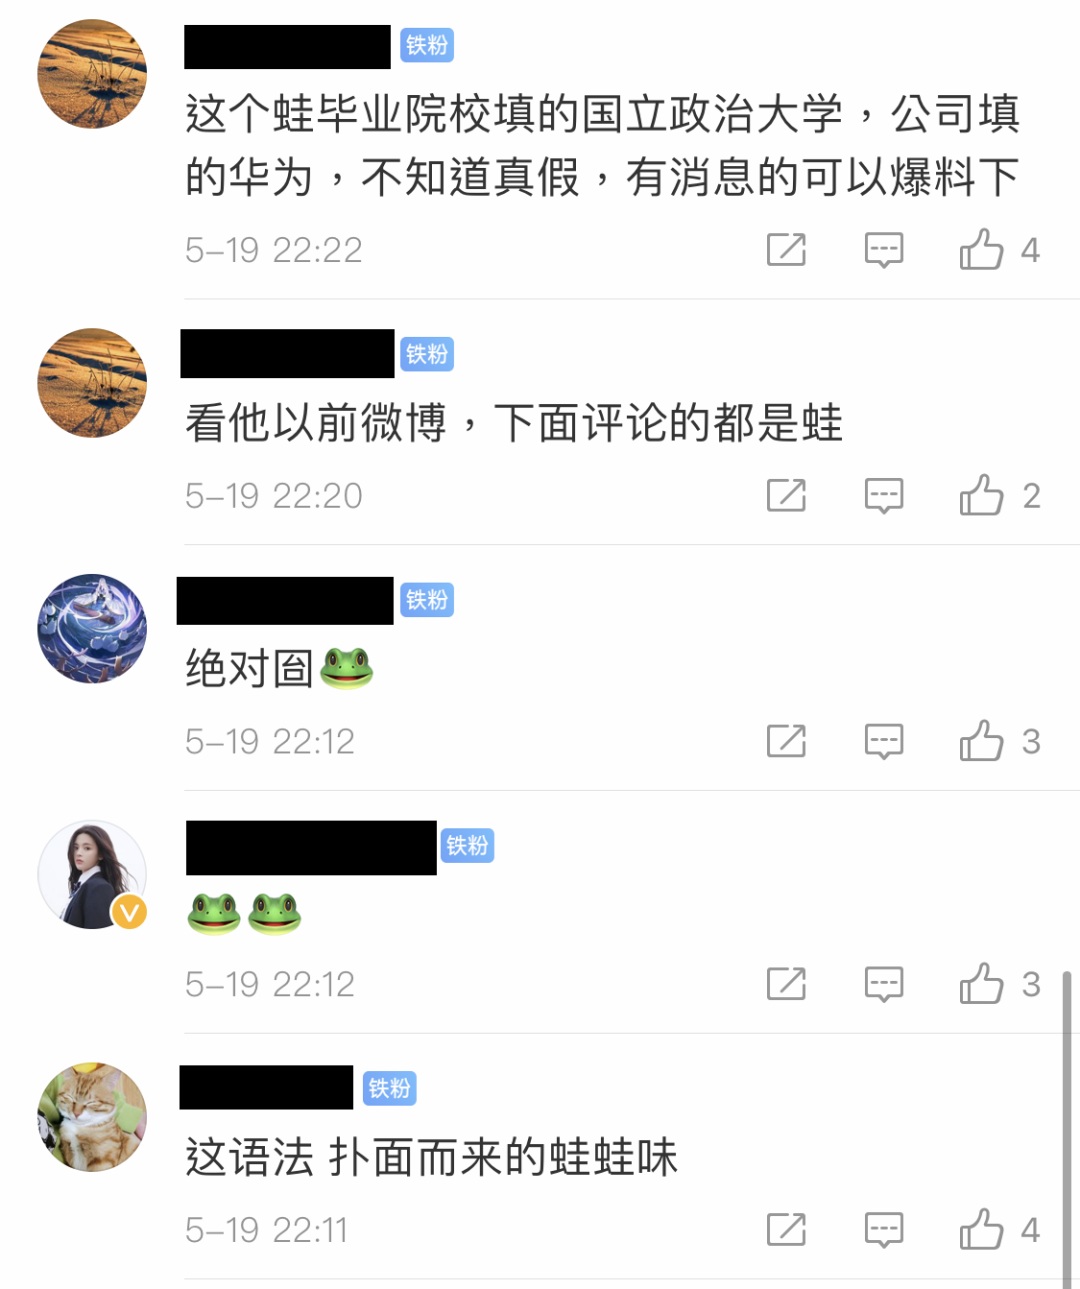 铁粉
这个蛙毕业院校填的国立政治大学，公司填
的华为，不知道真假，有消息的可以爆料下
5-19 22:22
4
铁粉
看他以前微博，下面评论的都是蛙
5-19 22:20
2
铁粉
绝对囼🐸
5-19 22:12
3
铁粉
🐸🐸
5-19 22:12
3
铁粉
这语法 扑面而来的蛙蛙味
5-19 22:11
4